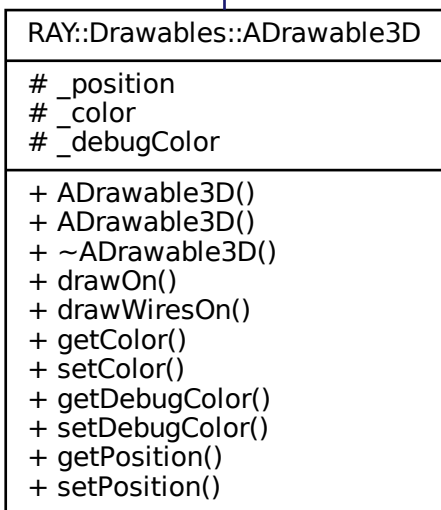 RAY::Drawables::ADrawable3D
# _position
# _color
# _debugColor
+ ADrawable3D()
+ ADrawable3D()
+ ~ADrawable3D()
+ drawOn()
+ drawWiresOn()
+ getColor()
+ setColor()
+ getDebugColor()
+ setDebugColor()
+ getPosition()
+ setPosition()